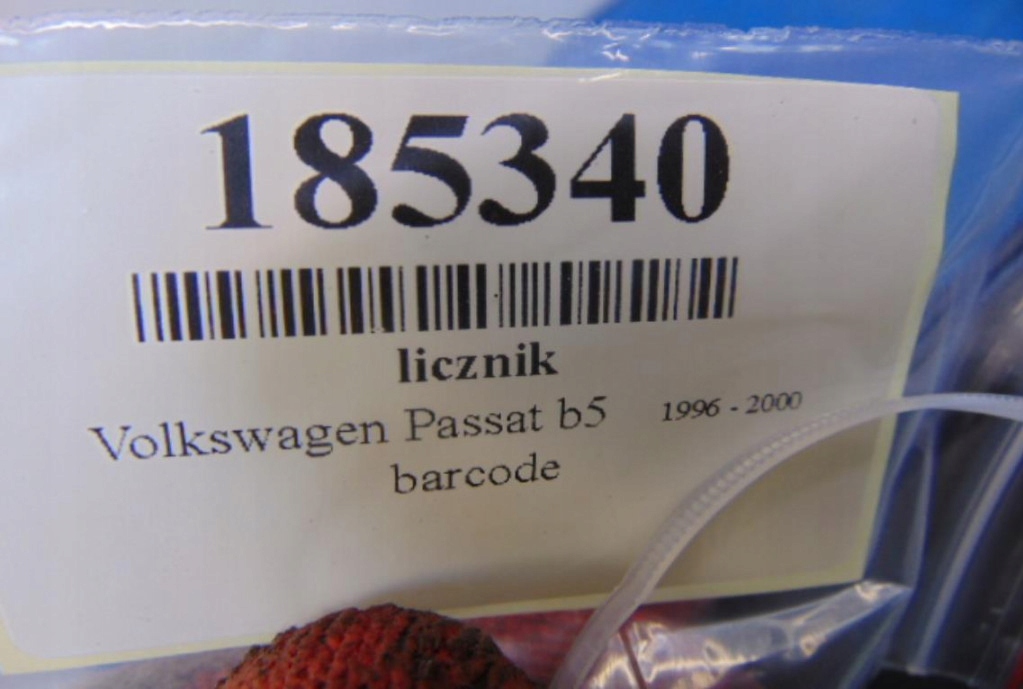 185340
licznik
Volkswagen Passat b5 1996 - 2000
barcode